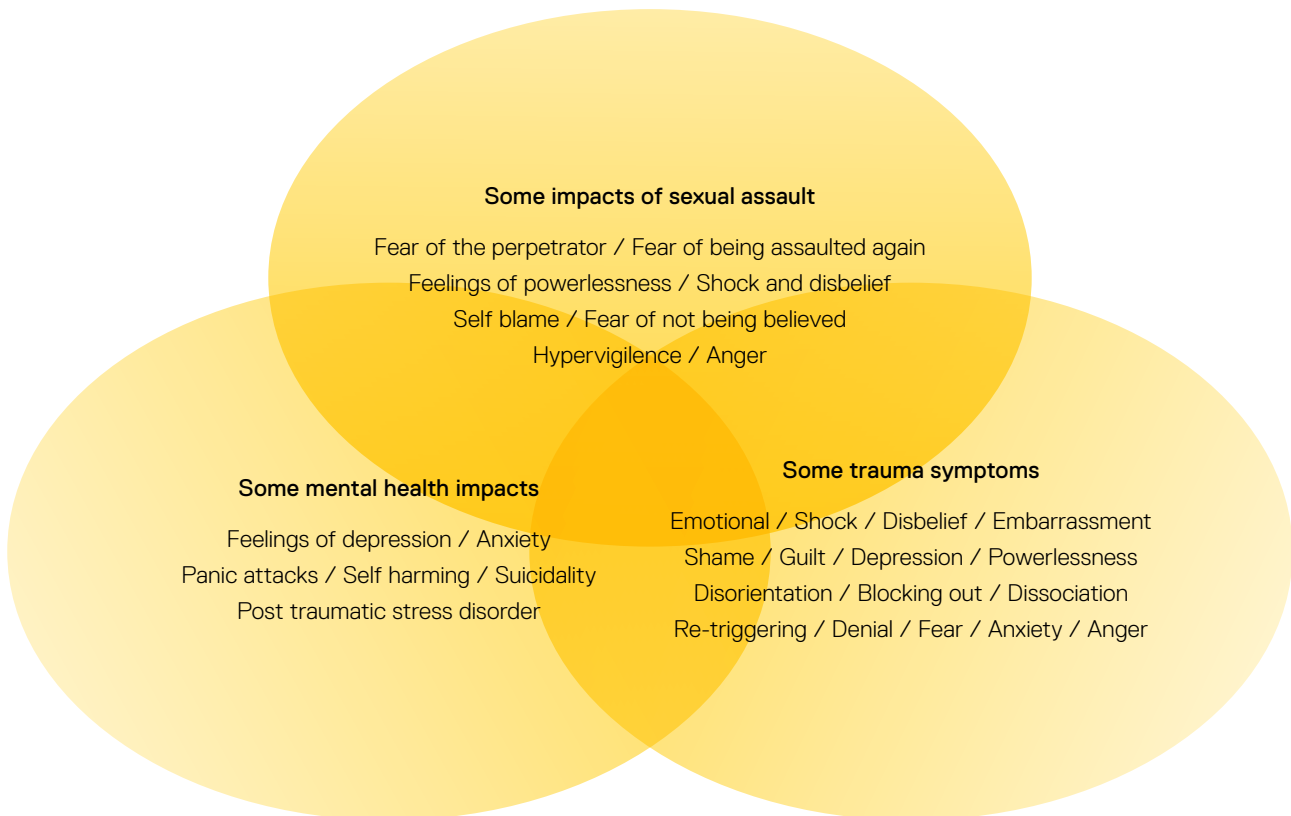 Some impacts of sexual assault
Fear of the perpetrator / Fear of being assaulted again
Feelings of powerlessness / Shock and disbelief
Self blame / Fear of not being believed
Hypervigilence / Anger
Some mental health impacts
Feelings of depression / Anxiety
Panic attacks / Self harming / Suicidality
Post traumatic stress disorder
Some trauma symptoms
Emotional / Shock / Disbelief / Embarrassment
Shame / Guilt / Depression / Powerlessness
Disorientation / Blocking out / Dissociation
Re-triggering / Denial / Fear / Anxiety / Anger